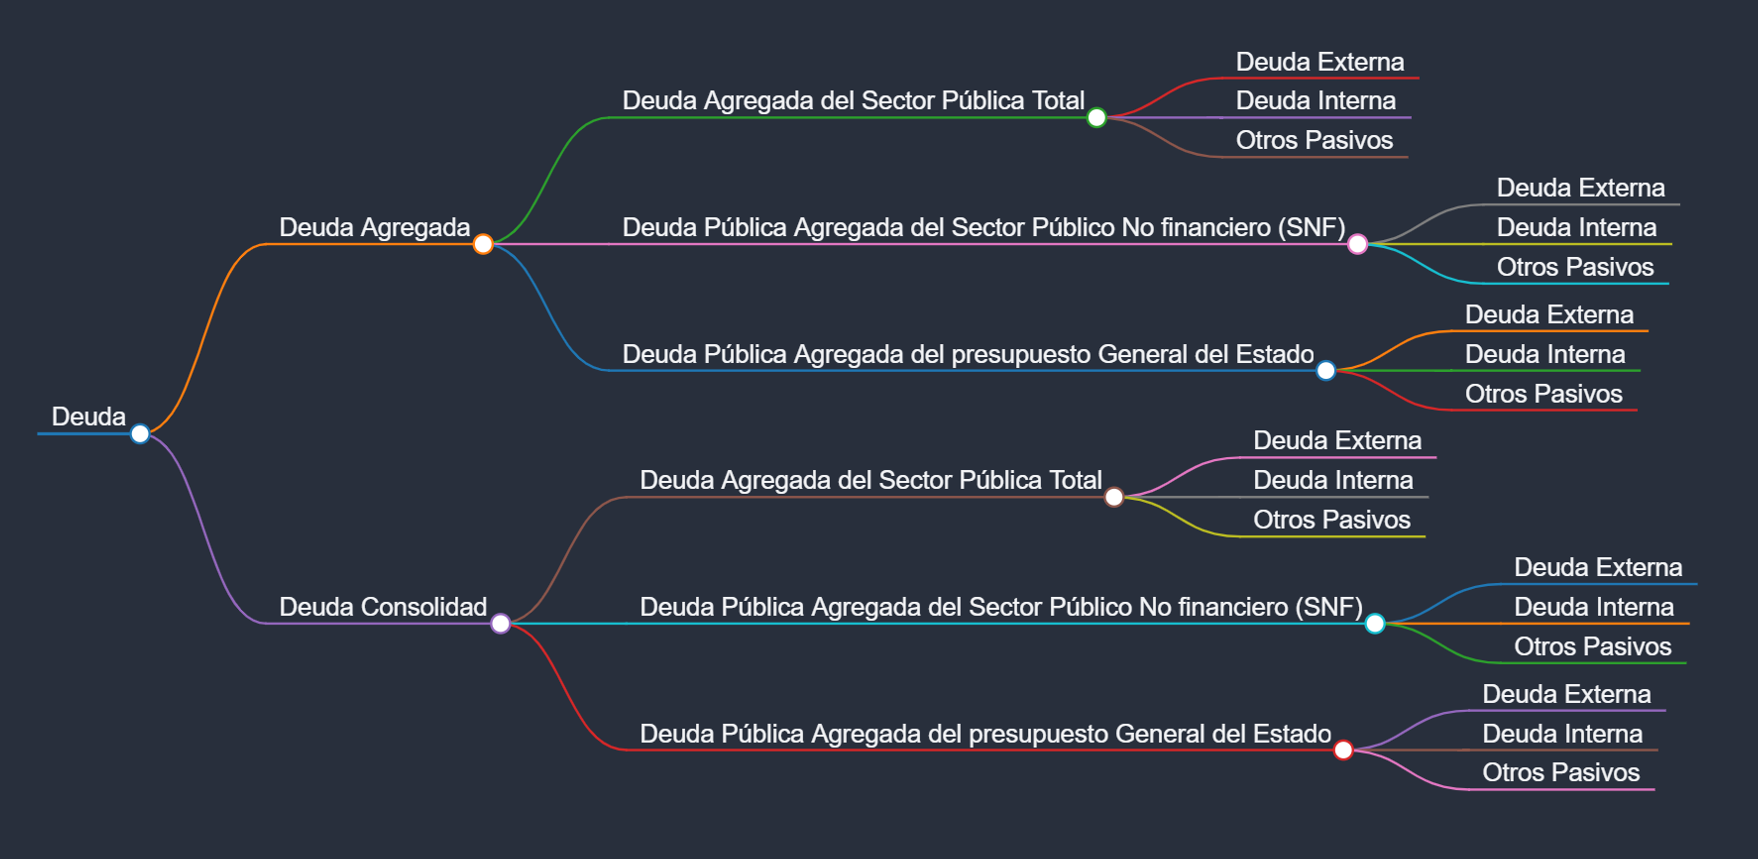 Deuda
Deuda Agregada
Deuda Agregada del Sector Pública Total
Deuda Externa
Deuda Interna
Otros Pasivos
Deuda Pública Agregada del Sector Público No financiero (SNF)
Deuda Externa
Deuda Interna
Otros Pasivos
Deuda Pública Agregada del presupuesto General del Estado
Deuda Externa
Deuda Interna
Otros Pasivos
Deuda Consolidad
Deuda Agregada del Sector Pública Total
Deuda Externa
Deuda Interna
Otros Pasivos
Deuda Pública Agregada del Sector Público No financiero (SNF)
Deuda Externa
Deuda Interna
Otros Pasivos
Deuda Pública Agregada del presupuesto General del Estado
Deuda Externa
Deuda Interna
Otros Pasivos